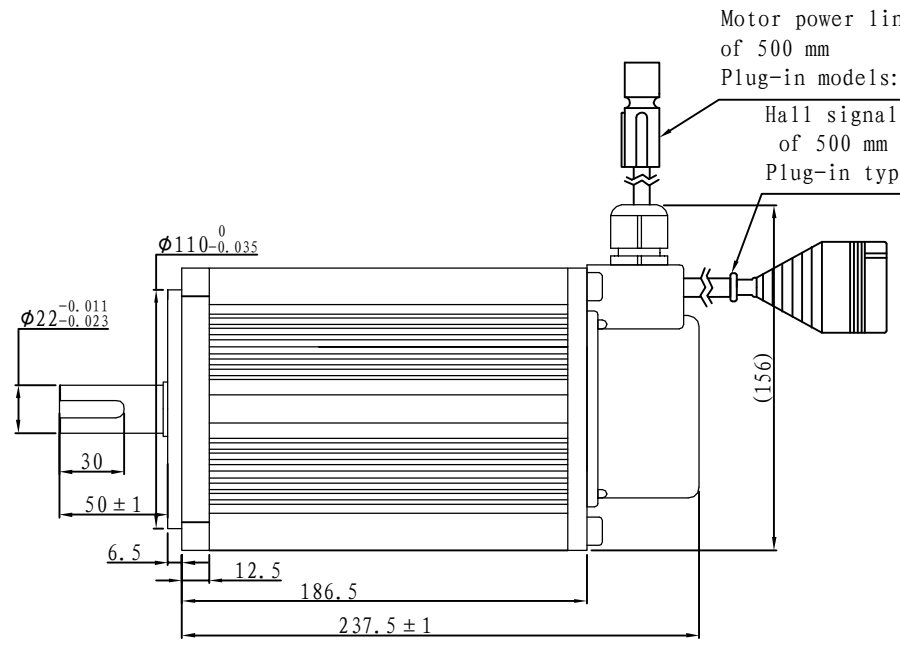 Motor power lin
of 500 mm
Plug-in models:
Hall signal
of 500 mm
Plug-in typ
ϕ110 0 -0.035
ϕ22 -0.011 -0.023
(156)
30
50±1
6.5
12.5
186.5
237.5±1